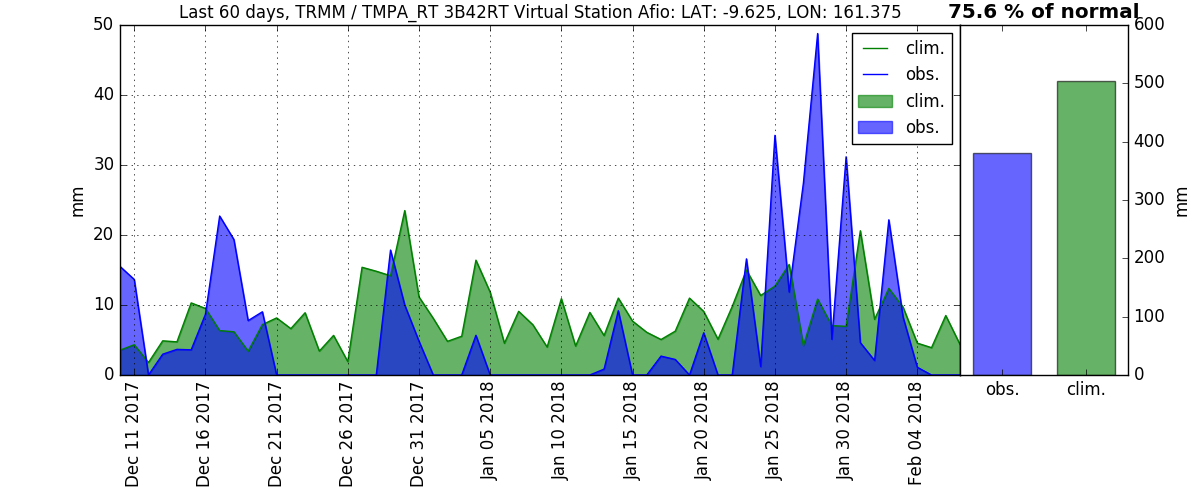 Last 60 days, TRMM / TMPA_RT 3B42RT Virtual Station Afio: LAT: -9.625, LON: 161.375
75.6 % of normal
50
40
30
20
10
0
mm
clim.
obs.
clim.
obs.
Dec 11 2017
Dec 16 2017
Dec 21 2017
Dec 26 2017
Dec 31 2017
Jan 05 2018
Jan 10 2018
Jan 15 2018
Jan 20 2018
Jan 25 2018
Jan 30 2018
Feb 04 2018
600
500
400
300
200
100
0
mm
obs.
clim.